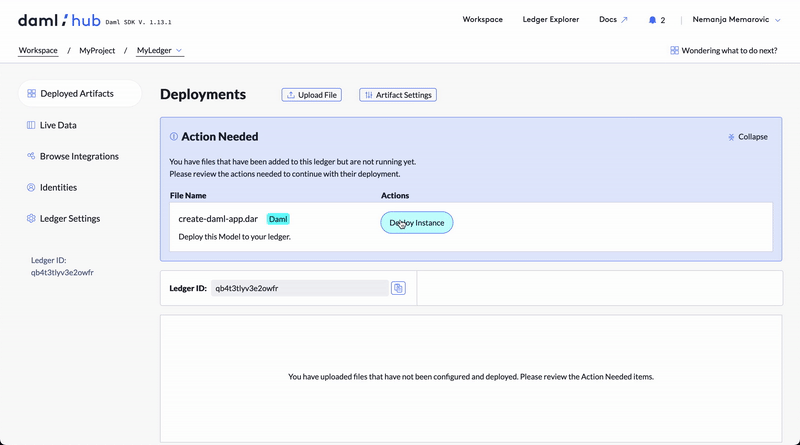 daml hub Daml SDK V. 1.13.1
Workspace Ledger Explorer Docs 2 Nemanja Memarovic
Workspace / MyProject / MyLedger
Wondering what to do next?
Deployed Artifacts
Live Data
Browse Integrations
Identities
Ledger Settings
Ledger ID:
qb4t3tlyv3e2owfr
Deployments
Upload File
Artifact Settings
Action Needed
Collapse
You have files that have been added to this ledger but are not running yet.
Please review the actions needed to continue with their deployment.
File Name Actions
create-daml-app.dar Daml
Deploy Instance
Deploy this Model to your ledger.
Ledger ID: qb4t3tlyv3e2owfr
You have uploaded files that have not been configured and deployed. Please review the Action Needed items.